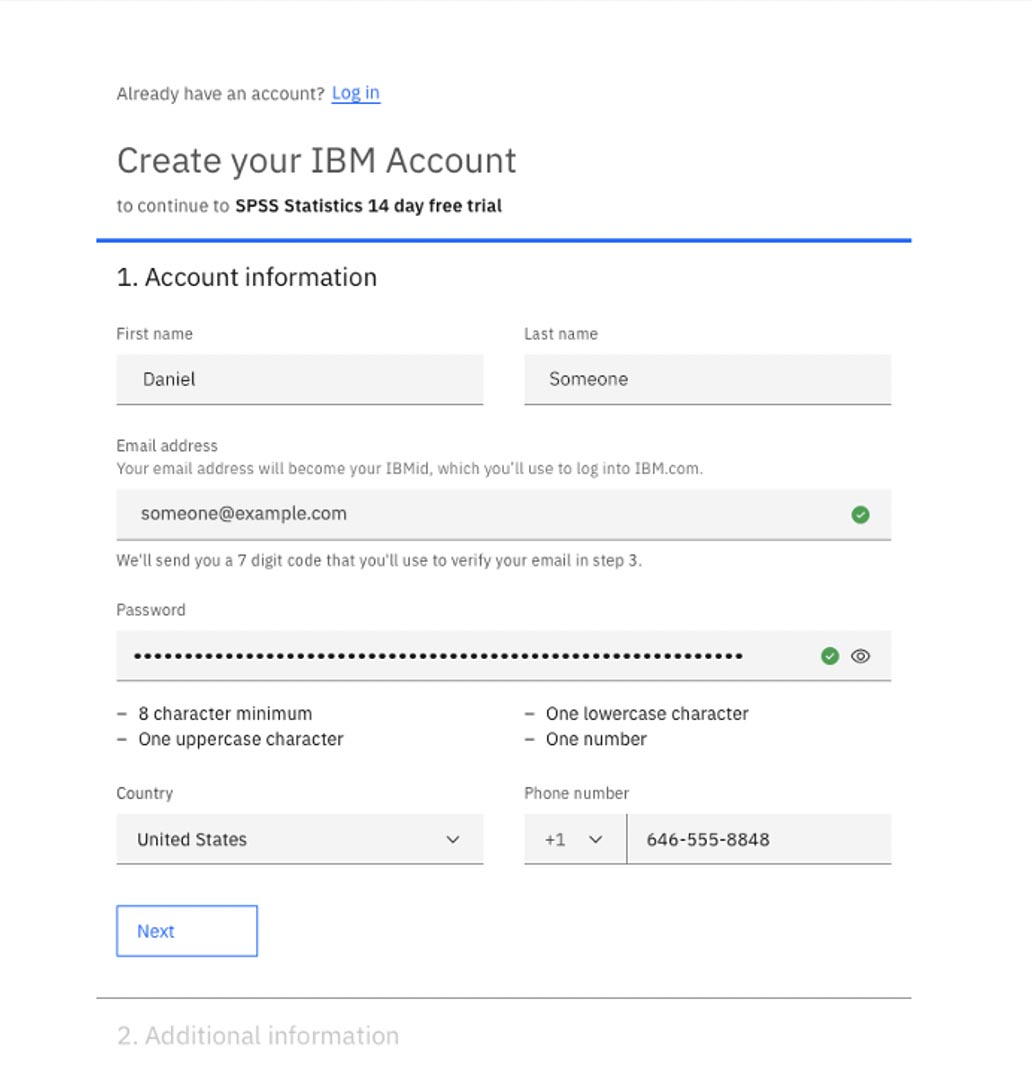 Already have an account? Log in
Create your IBM Account
to continue to SPSS Statistics 14 day free trial
1. Account information
First name
Last name
Daniel
Someone
Email address
Your email address will become your IBMid, which you'll use to log into IBM.com.
someone@example.com
We'll send you a 7 digit code that you'll use to verify your email in step 3.
Password
– 8 character minimum
– One lowercase character
– One uppercase character
– One number
Country
Phone number
United States
+1
646-555-8848
Next
2. Additional information